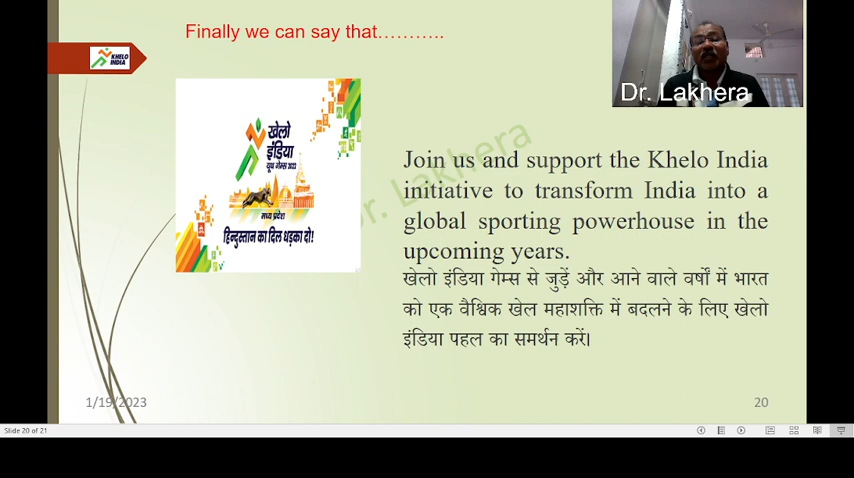 Finally we can say that………..
KHELO
INDIA
Dr. Lakhera
खेलो
इंडिया
यूथ गेम्स 2022
मध्य प्रदेश
हिन्दुस्तान का दिल धड़का दो!
Dr. Lakhera
Join us and support the Khelo India
initiative to transform India into a
global sporting powerhouse in the
upcoming years.
खेलो इंडिया गेम्स से जुड़ें और आने वाले वर्षों में भारत
को एक वैश्विक खेल महाशक्ति में बदलने के लिए खेलो
इंडिया पहल का समर्थन करें।
1/19/2023
20
Slide 20 of 21